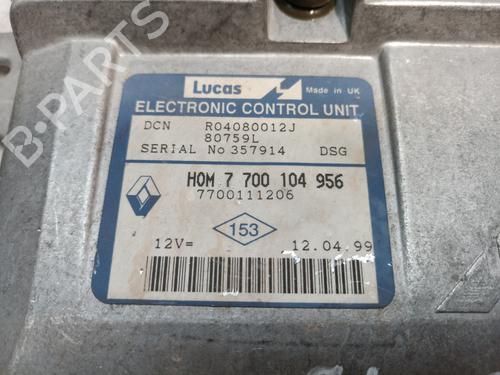 Lucas
Made in UK
ELECTRONIC CONTROL UNIT
DCN R04080012J
80759L
SERIAL No 357914 DSG
HOM 7 700 104 956
7700111206
153
12V= 12.04.99